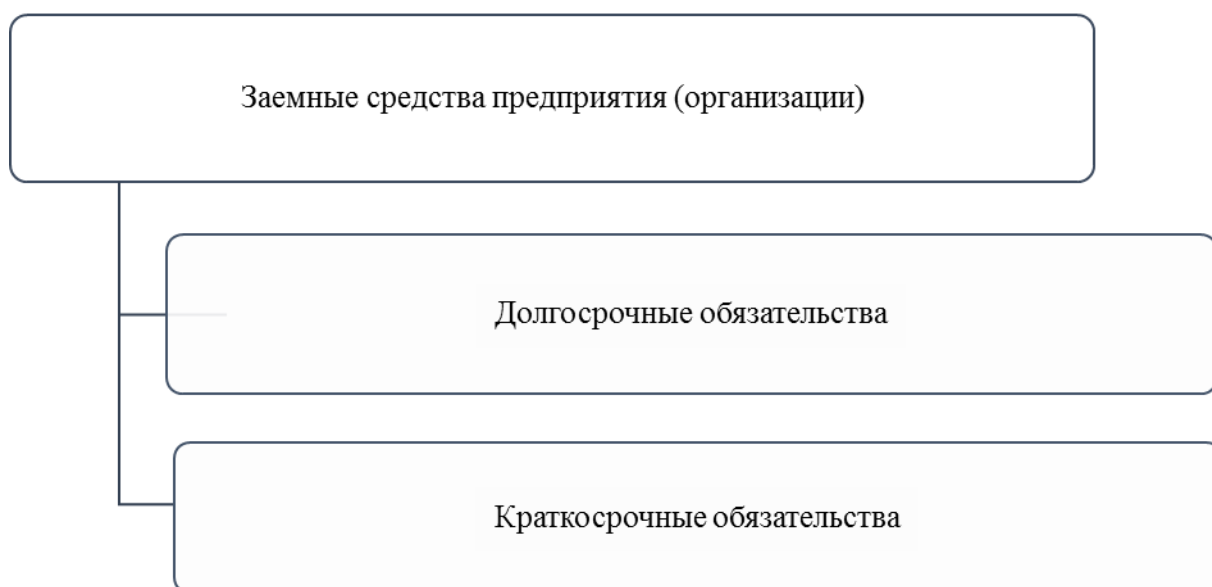 Заемные средства предприятия (организации)
Долгосрочные обязательства
Краткосрочные обязательства